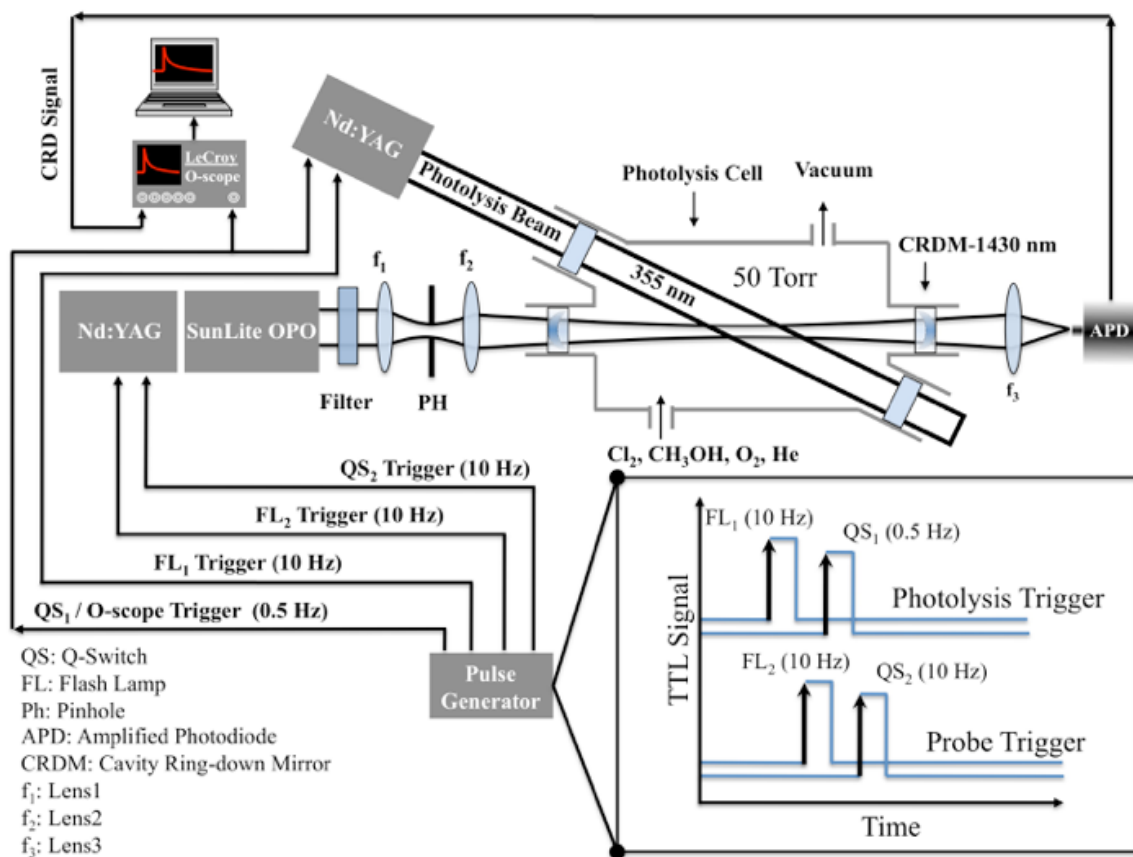 CRD Signal
LeCroy
O-scope
Nd:YAG
Photolysis Beam
355 nm
Photolysis Cell
Vacuum
CRDM-1430 nm
50 Torr
f₁
f₂
Nd:YAG
SunLite OPO
APD
f₃
Filter
PH
Cl₂, CH₃OH, O₂, He
QS₂ Trigger (10 Hz)
FL₂ Trigger (10 Hz)
FL₁ Trigger (10 Hz)
QS₁ / O-scope Trigger (0.5 Hz)
Pulse
Generator
QS: Q-Switch
FL: Flash Lamp
Ph: Pinhole
APD: Amplified Photodiode
CRDM: Cavity Ring-down Mirror
f₁: Lens1
f₂: Lens2
f₃: Lens3
TTL Signal
FL₁ (10 Hz)
QS₁ (0.5 Hz)
Photolysis Trigger
FL₂ (10 Hz)
QS₂ (10 Hz)
Probe Trigger
Time